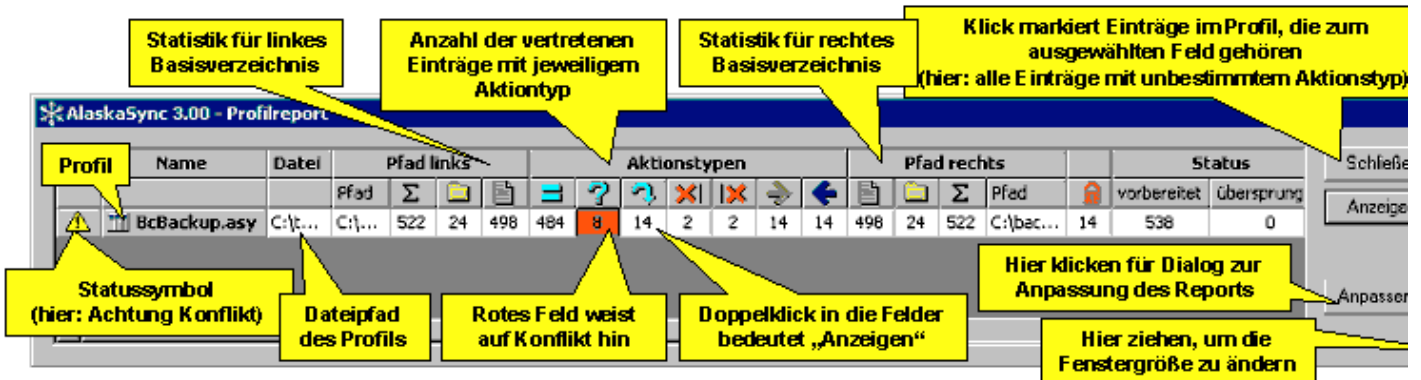 Statistik für linkes
Basisverzeichnis
Anzahl der vertretenen
Einträge mit jeweiligem
Aktiontyp
Statistik für rechtes
Basisverzeichnis
Klick markiert Einträge im Profil, die zum
ausgewählten Feld gehören
(hier: alle Einträge mit unbestimmtem Aktionstyp)
AlaskaSync 3.00 - Profilreport
Profil
Name Datei Pfad links Aktionstypen Pfad rechts Status
Schließe
Pfad Σ Σ Pfad vorbereitet übersprung
Anzeige
BcBackup.asy C:\t... C:\... 522 24 498 484 8 14 2 2 14 14 498 24 522 C:\bac... 14 538 0
Statussymbol
(hier: Achtung Konflikt)
Dateipfad
des Profils
Rotes Feld weist
auf Konflikt hin
Doppelklick in die Felder
bedeutet „Anzeigen“
Hier klicken für Dialog zur
Anpassung des Reports
Anpasser
Hier ziehen, um die
Fenstergröße zu ändern